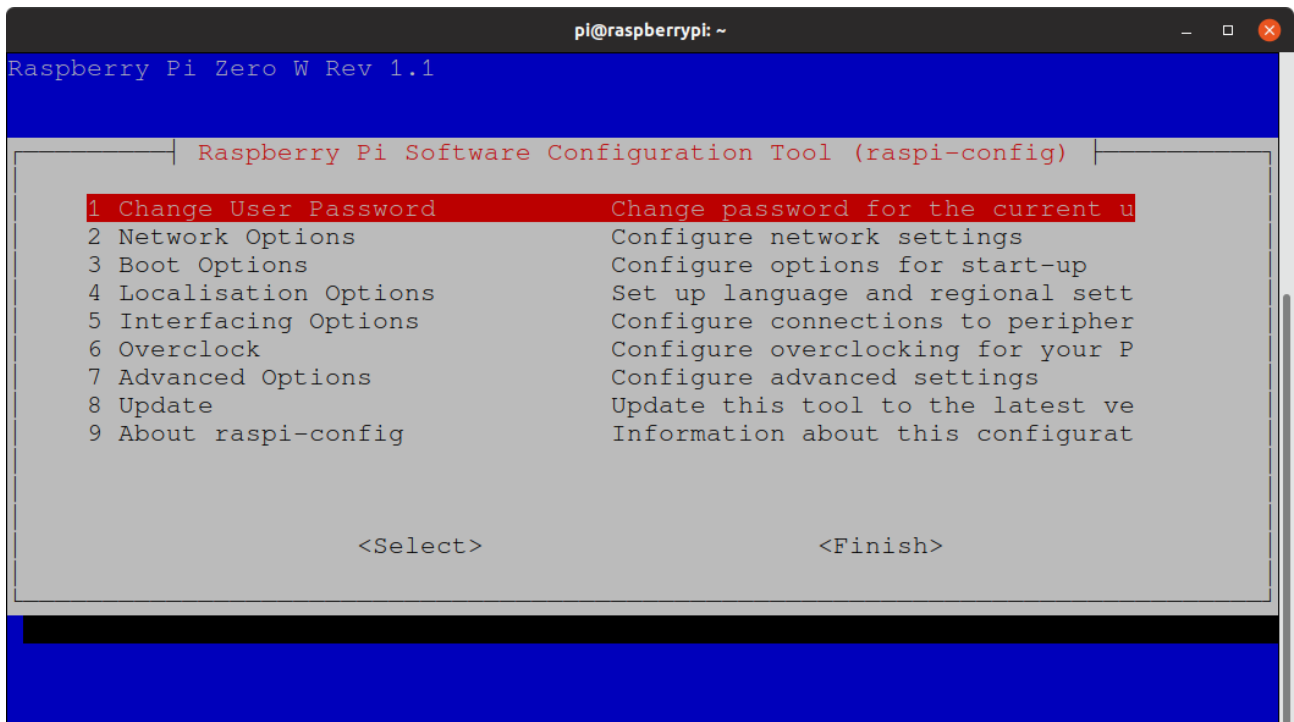 pi@raspberrypi: ~
Raspberry Pi Zero W Rev 1.1
Raspberry Pi Software Configuration Tool (raspi-config)
1 Change User Password Change password for the current u
2 Network Options Configure network settings
3 Boot Options Configure options for start-up
4 Localisation Options Set up language and regional sett
5 Interfacing Options Configure connections to peripher
6 Overclock Configure overclocking for your P
7 Advanced Options Configure advanced settings
8 Update Update this tool to the latest ve
9 About raspi-config Information about this configurat
<Select> <Finish>